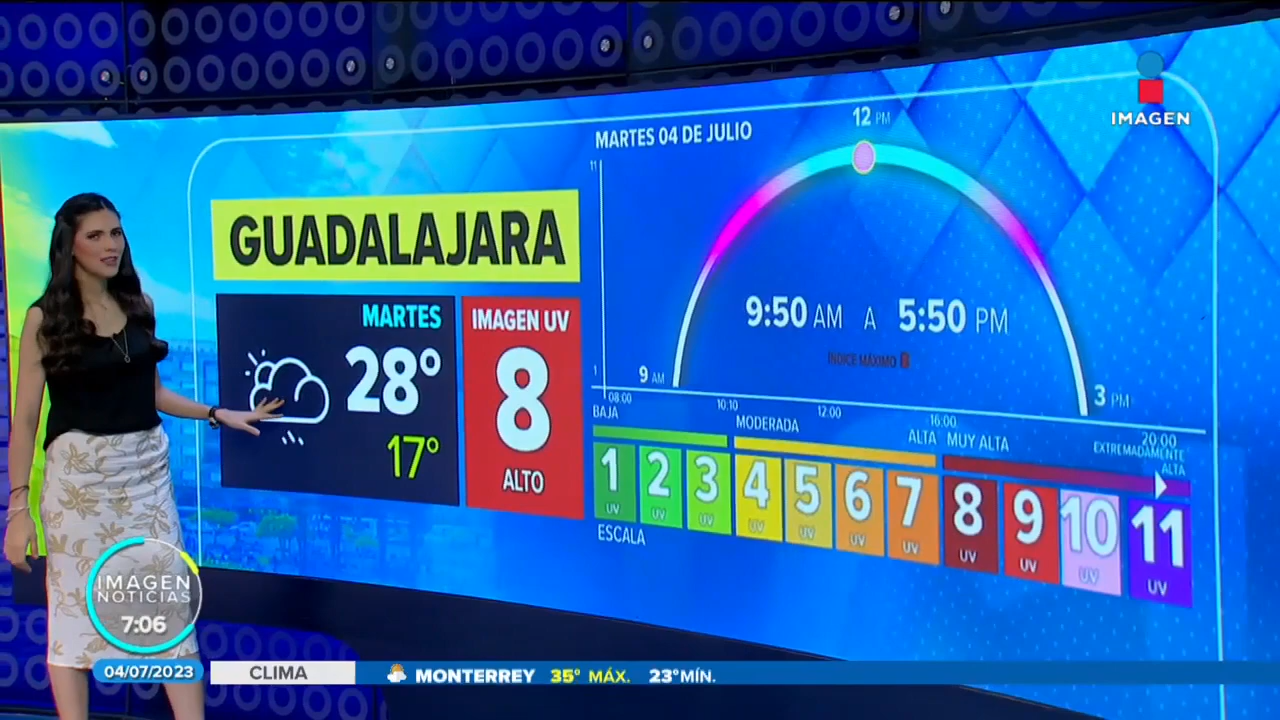 IMAGEN
MARTES 04 DE JULIO
12 PM
11
GUADALAJARA
MARTES
28°
17°
IMAGEN UV
8
ALTO
9:50 AM A 5:50 PM
INDICE MÁXIMO 8
1
9 AM
3 PM
08:00
10:10
12:00
16:00
20:00
BAJA
MODERADA
ALTA
MUY ALTA
EXTREMADAMENTE
ALTA
1 2 3 4 5 6 7 8 9 10 11
UV UV UV UV UV UV UV UV UV UV UV
ESCALA
IMAGEN
NOTICIAS
7:06
04/07/2023
CLIMA
MONTERREY 35° MÁX. 23° MÍN.